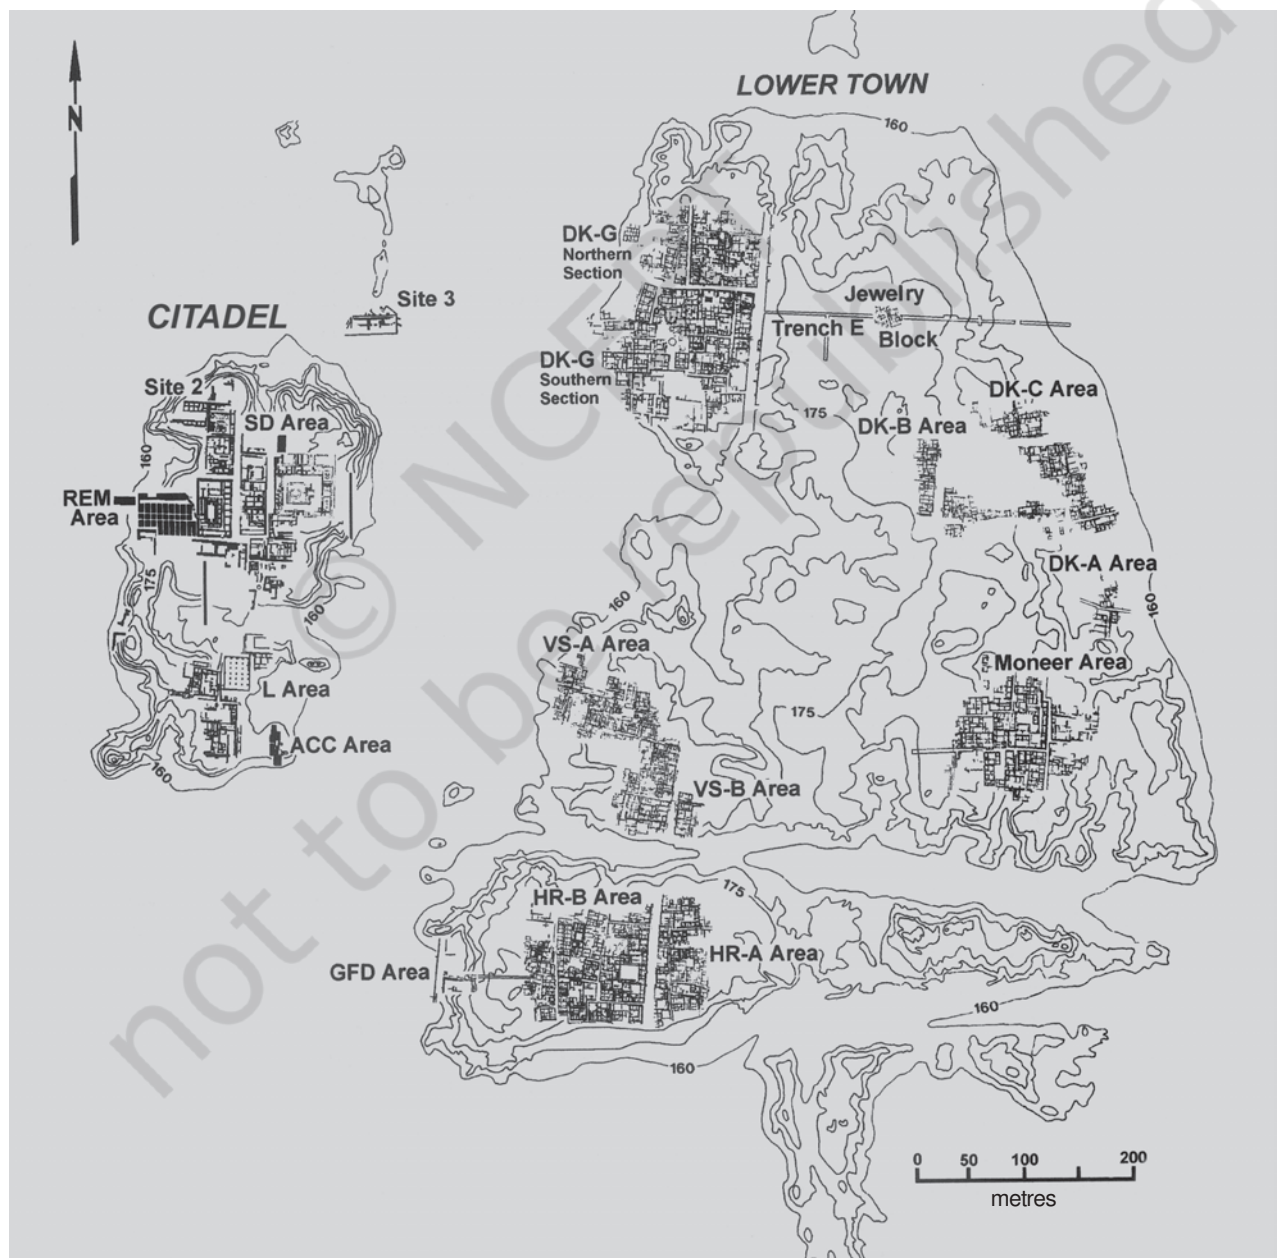 LOWER TOWN
160
N
DK-G
Northern
Section
Site 3
CITADEL
Jewelry
Trench E
Block
DK-G
Southern
Section
Site 2
SD Area
DK-C Area
175
DK-B Area
160
REM
Area
DK-A Area
175
160
160
160
VS-A Area
Moneer Area
L Area
175
ACC Area
160
VS-B Area
175
HR-B Area
HR-A Area
GFD Area
160
160
0 50 100 200
metres
© NCERT
not to be republished